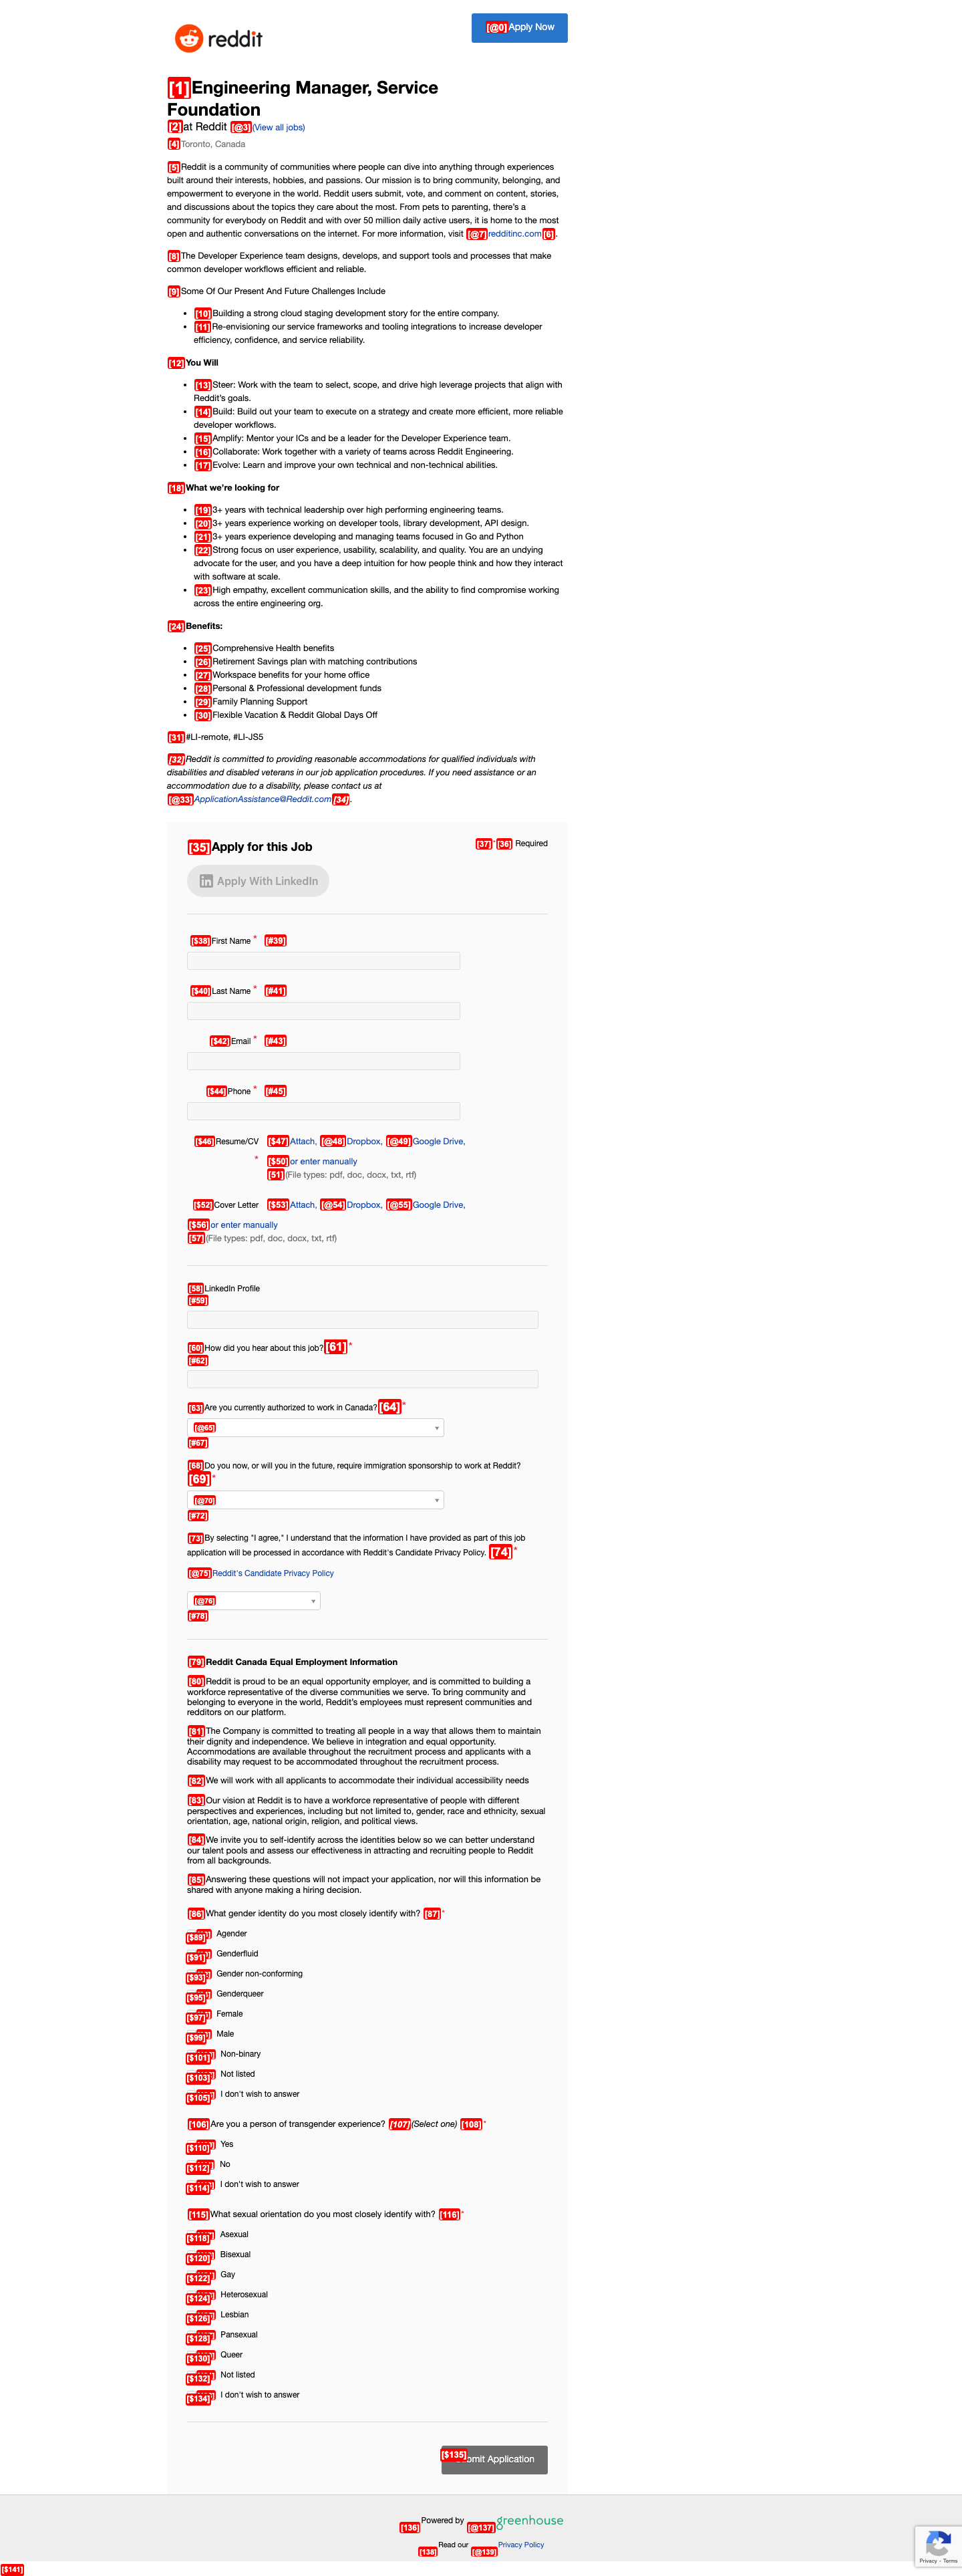 reddit
[@0]Apply Now
[1]Engineering Manager, Service
Foundation
[2]at Reddit [@3](View all jobs)
[4]Toronto, Canada
[5]Reddit is a community of communities where people can dive into anything through experiences
built around their interests, hobbies, and passions. Our mission is to bring community, belonging, and
empowerment to everyone in the world. Reddit users submit, vote, and comment on content, stories,
and discussions about the topics they care about the most. From pets to parenting, there's a
community for everybody on Reddit and with over 50 million daily active users, it is home to the most
open and authentic conversations on the internet. For more information, visit [@7]redditinc.com[6].
[8]The Developer Experience team designs, develops, and support tools and processes that make
common developer workflows efficient and reliable.
[9]Some Of Our Present And Future Challenges Include
• [10]Building a strong cloud staging development story for the entire company.
• [11]Re-envisioning our service frameworks and tooling integrations to increase developer
efficiency, confidence, and service reliability.
[12]You Will
• [13]Steer: Work with the team to select, scope, and drive high leverage projects that align with
Reddit's goals.
• [14]Build: Build out your team to execute on a strategy and create more efficient, more reliable
developer workflows.
• [15]Amplify: Mentor your ICs and be a leader for the Developer Experience team.
• [16]Collaborate: Work together with a variety of teams across Reddit Engineering.
• [17]Evolve: Learn and improve your own technical and non-technical abilities.
[18]What we're looking for
• [19]3+ years with technical leadership over high performing engineering teams.
• [20]3+ years experience working on developer tools, library development, API design.
• [21]3+ years experience developing and managing teams focused in Go and Python
• [22]Strong focus on user experience, usability, scalability, and quality. You are an undying
advocate for the user, and you have a deep intuition for how people think and how they interact
with software at scale.
• [23]High empathy, excellent communication skills, and the ability to find compromise working
across the entire engineering org.
[24]Benefits:
• [25]Comprehensive Health benefits
• [26]Retirement Savings plan with matching contributions
• [27]Workspace benefits for your home office
• [28]Personal & Professional development funds
• [29]Family Planning Support
• [30]Flexible Vacation & Reddit Global Days Off
[31]#LI-remote, #LI-JS5
[32]Reddit is committed to providing reasonable accommodations for qualified individuals with
disabilities and disabled veterans in our job application procedures. If you need assistance or an
accommodation due to a disability, please contact us at
[@33]ApplicationAssistance@Reddit.com[34].
[35]Apply for this Job
[37]*[36] Required
in Apply With LinkedIn
[$38]First Name * [#39]
[$40]Last Name * [#41]
[$42]Email * [#43]
[$44]Phone * [#45]
[$46]Resume/CV * [$47]Attach, [@48]Dropbox, [@49]Google Drive,
[$50]or enter manually
[51](File types: pdf, doc, docx, txt, rtf)
[$52]Cover Letter [$53]Attach, [@54]Dropbox, [@55]Google Drive,
[$56]or enter manually
[57](File types: pdf, doc, docx, txt, rtf)
[58]LinkedIn Profile
[#59]
[60]How did you hear about this job?[61]*
[#62]
[63]Are you currently authorized to work in Canada?[64]*
[@65]
[#67]
[68]Do you now, or will you in the future, require immigration sponsorship to work at Reddit?
[69]*
[@70]
[#72]
[73]By selecting "I agree," I understand that the information I have provided as part of this job
application will be processed in accordance with Reddit's Candidate Privacy Policy. [74]*
[@75]Reddit's Candidate Privacy Policy
[@76]
[#78]
[79]Reddit Canada Equal Employment Information
[80]Reddit is proud to be an equal opportunity employer, and is committed to building a
workforce representative of the diverse communities we serve. To bring community and
belonging to everyone in the world, Reddit's employees must represent communities and
redditors on our platform.
[81]The Company is committed to treating all people in a way that allows them to maintain
their dignity and independence. We believe in integration and equal opportunity.
Accommodations are available throughout the recruitment process and applicants with a
disability may request to be accommodated throughout the recruitment process.
[82]We will work with all applicants to accommodate their individual accessibility needs
[83]Our vision at Reddit is to have a workforce representative of people with different
perspectives and experiences, including but not limited to, gender, race and ethnicity, sexual
orientation, age, national origin, religion, and political views.
[84]We invite you to self-identify across the identities below so we can better understand
our talent pools and assess our effectiveness in attracting and recruiting people to Reddit
from all backgrounds.
[85]Answering these questions will not impact your application, nor will this information be
shared with anyone making a hiring decision.
[86]What gender identity do you most closely identify with? [87]*
[$89] Agender
[$91] Genderfluid
[$93] Gender non-conforming
[$95] Genderqueer
[$97] Female
[$99] Male
[$101] Non-binary
[$103] Not listed
[$105] I don't wish to answer
[106]Are you a person of transgender experience? [107](Select one) [108]*
[$110] Yes
[$112] No
[$114] I don't wish to answer
[115]What sexual orientation do you most closely identify with? [116]*
[$118] Asexual
[$120] Bisexual
[$122] Gay
[$124] Heterosexual
[$126] Lesbian
[$128] Pansexual
[$130] Queer
[$132] Not listed
[$134] I don't wish to answer
[$135] Application
[136]Powered by [@137]greenhouse
[138]Read our [@139]Privacy Policy
Privacy - Terms
[$141]